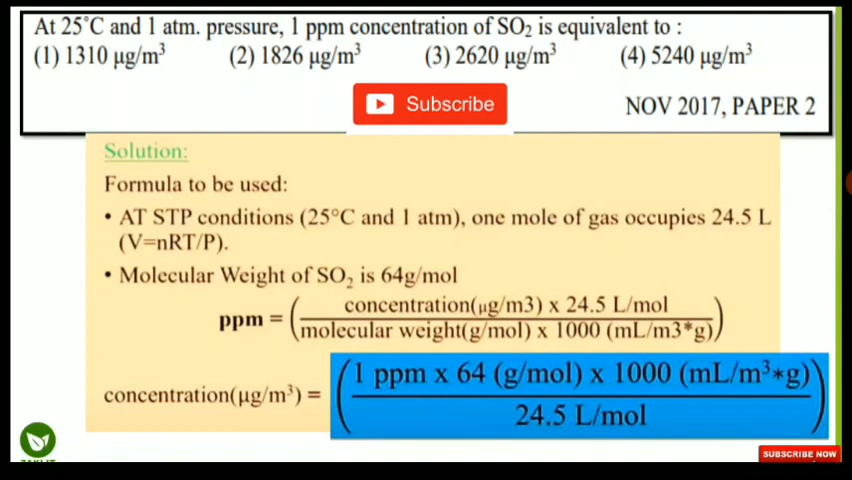 At 25°C and 1 atm. pressure, 1 ppm concentration of SO₂ is equivalent to :
(1) 1310 µg/m³ (2) 1826 µg/m³ (3) 2620 µg/m³ (4) 5240 µg/m³
Subscribe
NOV 2017, PAPER 2
Solution:
Formula to be used:
• AT STP conditions (25°C and 1 atm), one mole of gas occupies 24.5 L
(V=nRT/P).
• Molecular Weight of SO₂ is 64g/mol
concentration(µg/m3) x 24.5 L/mol
ppm = ( )
molecular weight(g/mol) x 1000 (mL/m3*g)
1 ppm x 64 (g/mol) x 1000 (mL/m³*g)
concentration(µg/m³) = ( )
24.5 L/mol
SUBSCRIBE NOW